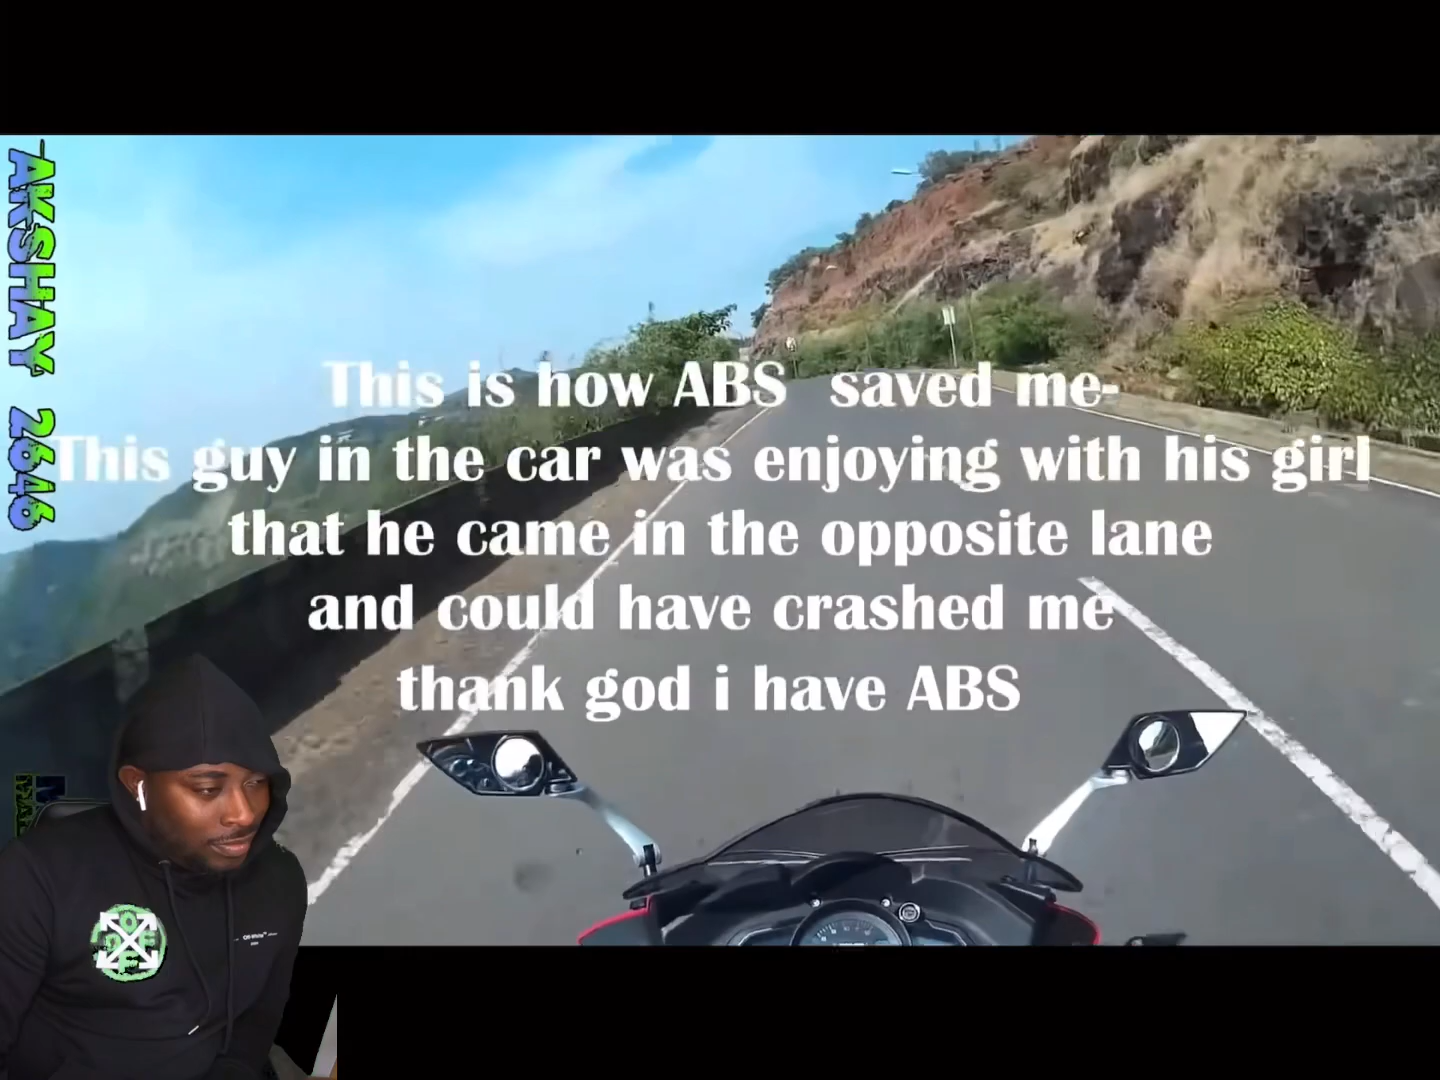 AKSHAY 2646
This is how ABS saved me-
This guy in the car was enjoying with his girl
that he came in the opposite lane
and could have crashed me
thank god i have ABS